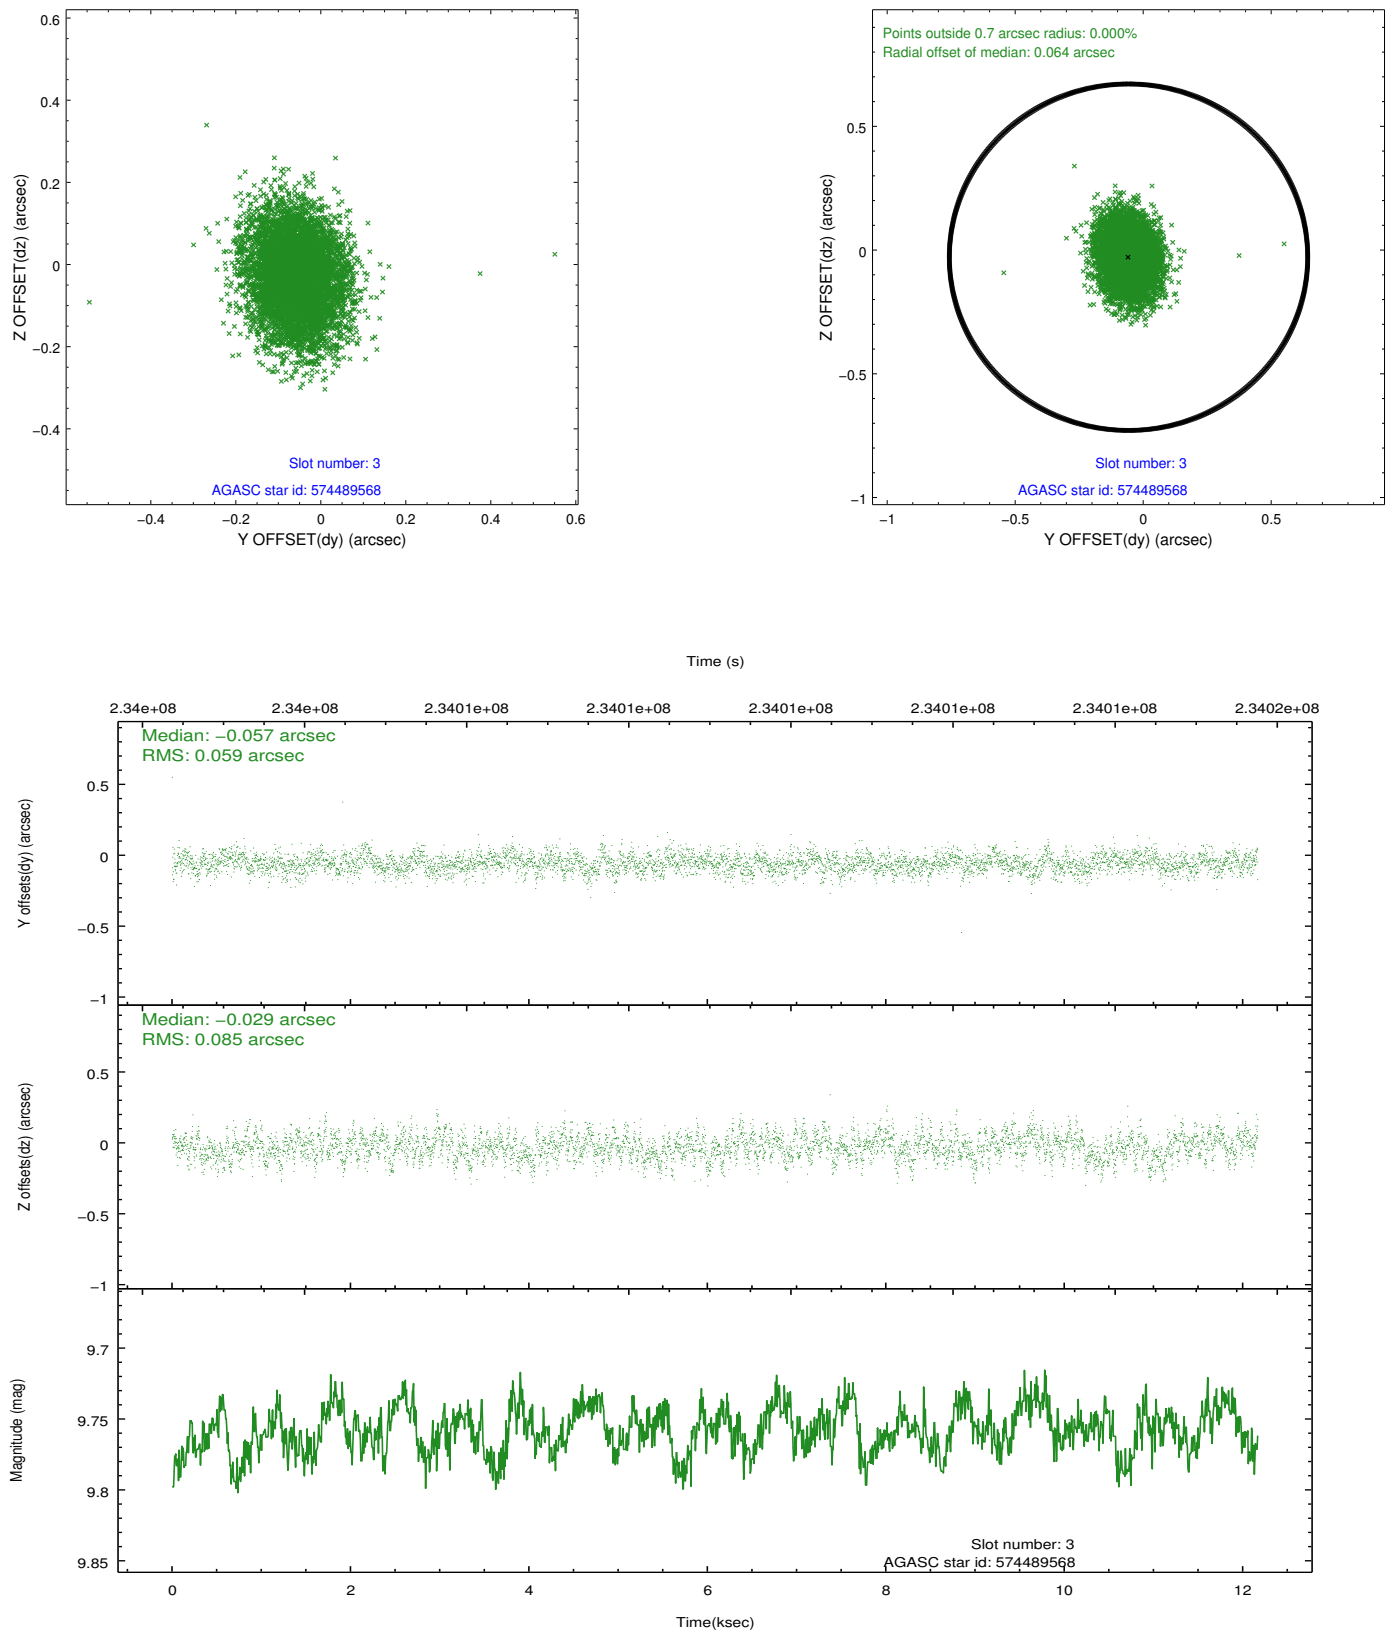 0.6
0.4
0.2
0
−0.2
−0.4
Z OFFSET(dz) (arcsec)
Slot number: 3
AGASC star id: 574489568
−0.4
−0.2
0
0.2
0.4
0.6
Y OFFSET(dy) (arcsec)
Points outside 0.7 arcsec radius: 0.000%
Radial offset of median: 0.064 arcsec
0.5
0
−0.5
−1
Z OFFSET(dz) (arcsec)
Slot number: 3
AGASC star id: 574489568
−1
−0.5
0
0.5
Y OFFSET(dy) (arcsec)
Time (s)
2.34e+08
2.34e+08
2.3401e+08
2.3401e+08
2.3401e+08
2.3401e+08
2.3401e+08
2.3402e+08
Median: −0.057 arcsec
RMS: 0.059 arcsec
0.5
0
−0.5
−1
Y offsets(dy) (arcsec)
Median: −0.029 arcsec
RMS: 0.085 arcsec
0.5
0
−0.5
−1
Z offsets(dz) (arcsec)
9.7
9.75
9.8
9.85
Magnitude (mag)
Slot number: 3
AGASC star id: 574489568
0
2
4
6
8
10
12
Time(ksec)